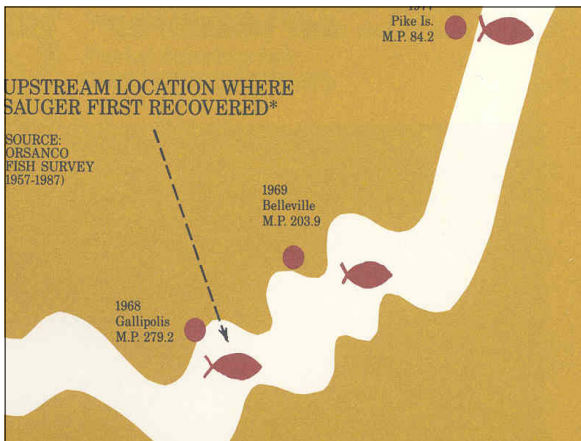 Pike Is.
M.P. 84.2
UPSTREAM LOCATION WHERE
SAUGER FIRST RECOVERED*
SOURCE:
ORSANCO
FISH SURVEY
1957-1987)
1969
Belleville
M.P. 203.9
1968
Gallipolis
M.P. 279.2